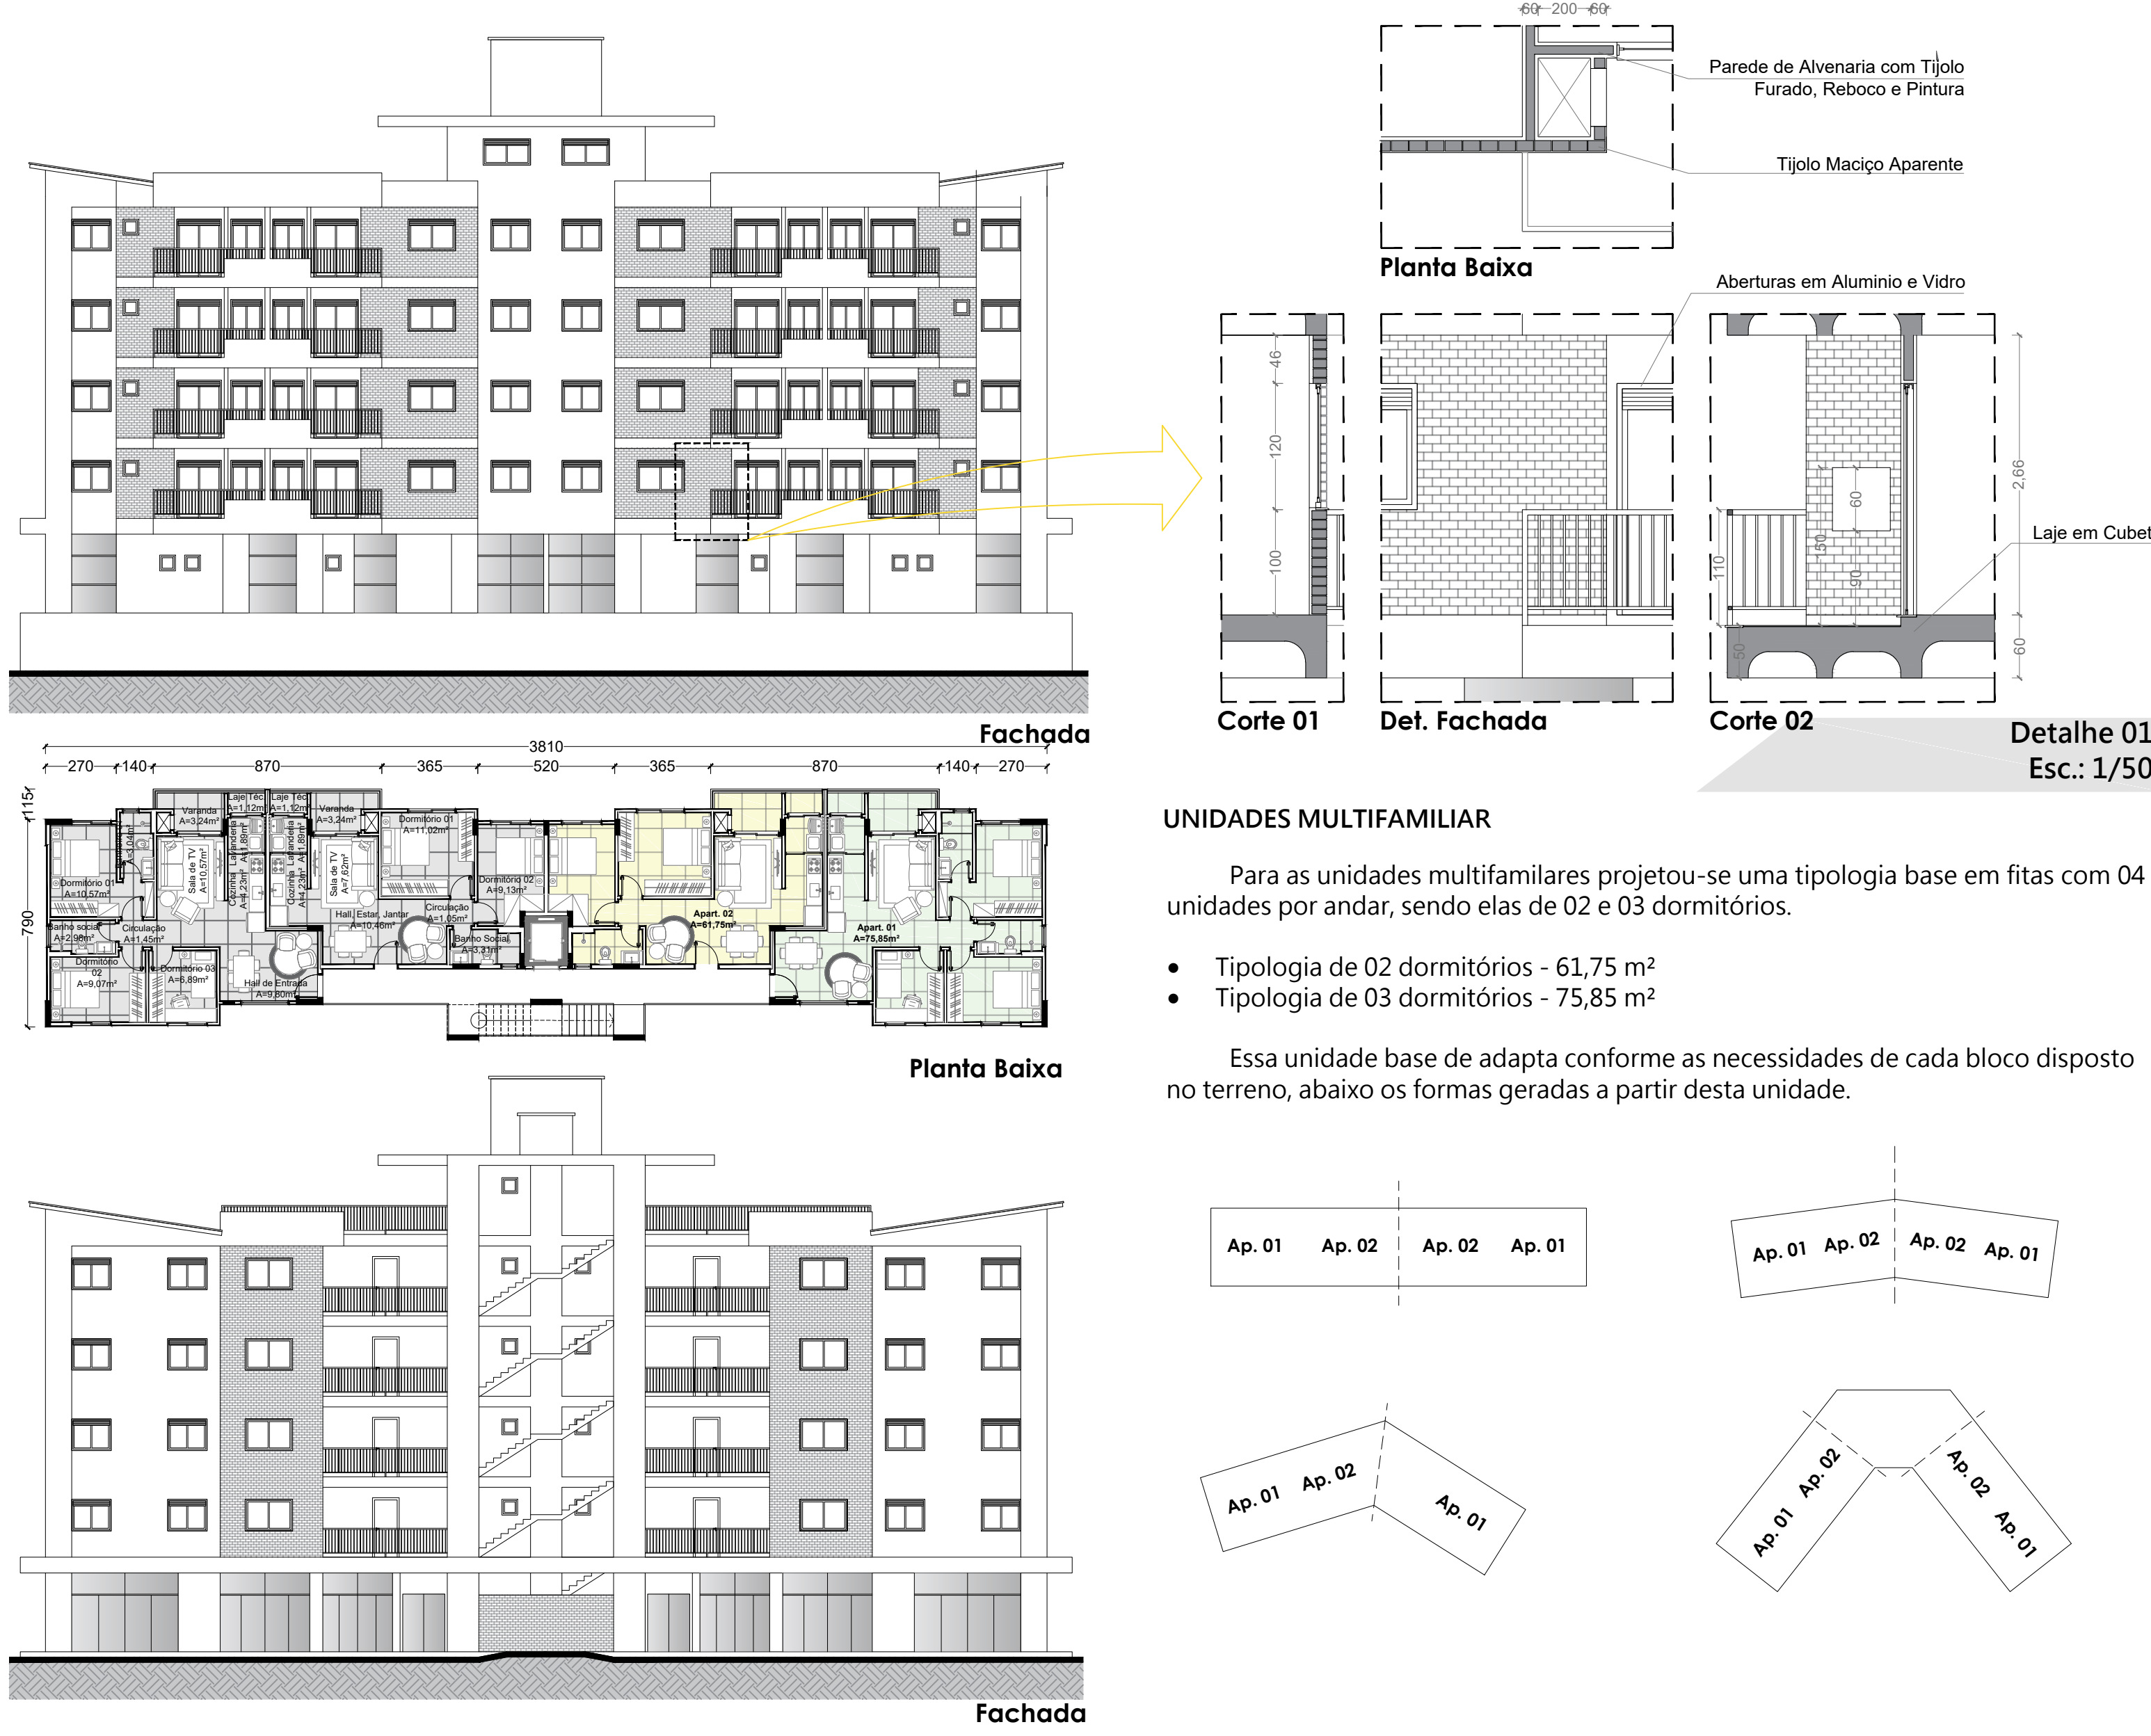 60 200 60
Parede de Alvenaria com Tijolo
Furado, Reboco e Pintura
Tijolo Maciço Aparente
Planta Baixa
Aberturas em Aluminio e Vidro
46
120
100
110
50
150
60
90
2,66
60
Laje em Cubet
Corte 01
Det. Fachada
Corte 02
Detalhe 01
Esc.: 1/50
Fachada
3810
270 140 870 365 520 365 870 140 270
115
790
Varanda
A=3,24m²
Laje Téc.
A=1,12m²
Laje Téc.
A=1,12m²
Varanda
A=3,24m²
Dormitório 01
A=11,02m²
A=3,04m²
Sala de TV
A=10,57m²
Cozinha Lavanderia
A=4,23m² A=1,89m²
Cozinha Lavanderia
A=4,23m² A=1,89m²
Sala de TV
A=7,62m²
Dormitório 01
A=10,57m²
Dormitório 02
A=9,13m²
Hall, Estar, Jantar
A=10,46m²
Circulação
A=1,05m²
Banho social
A=2,98m²
Circulação
A=1,45m²
Banho Social
A=3,31m²
Dormitório
02
A=9,07m²
Dormitório 03
A=6,89m²
Hall de Entrada
A=9,80m²
Apart. 02
A=61,75m²
Apart. 01
A=75,85m²
Planta Baixa
UNIDADES MULTIFAMILIAR
Para as unidades multifamilares projetou-se uma tipologia base em fitas com 04
unidades por andar, sendo elas de 02 e 03 dormitórios.
• Tipologia de 02 dormitórios - 61,75 m²
• Tipologia de 03 dormitórios - 75,85 m²
Essa unidade base de adapta conforme as necessidades de cada bloco disposto
no terreno, abaixo os formas geradas a partir desta unidade.
Ap. 01 Ap. 02 Ap. 02 Ap. 01
Ap. 01 Ap. 02 Ap. 02 Ap. 01
Ap. 01 Ap. 02 Ap. 01
Ap. 01 Ap. 02 Ap. 02 Ap. 01
Fachada